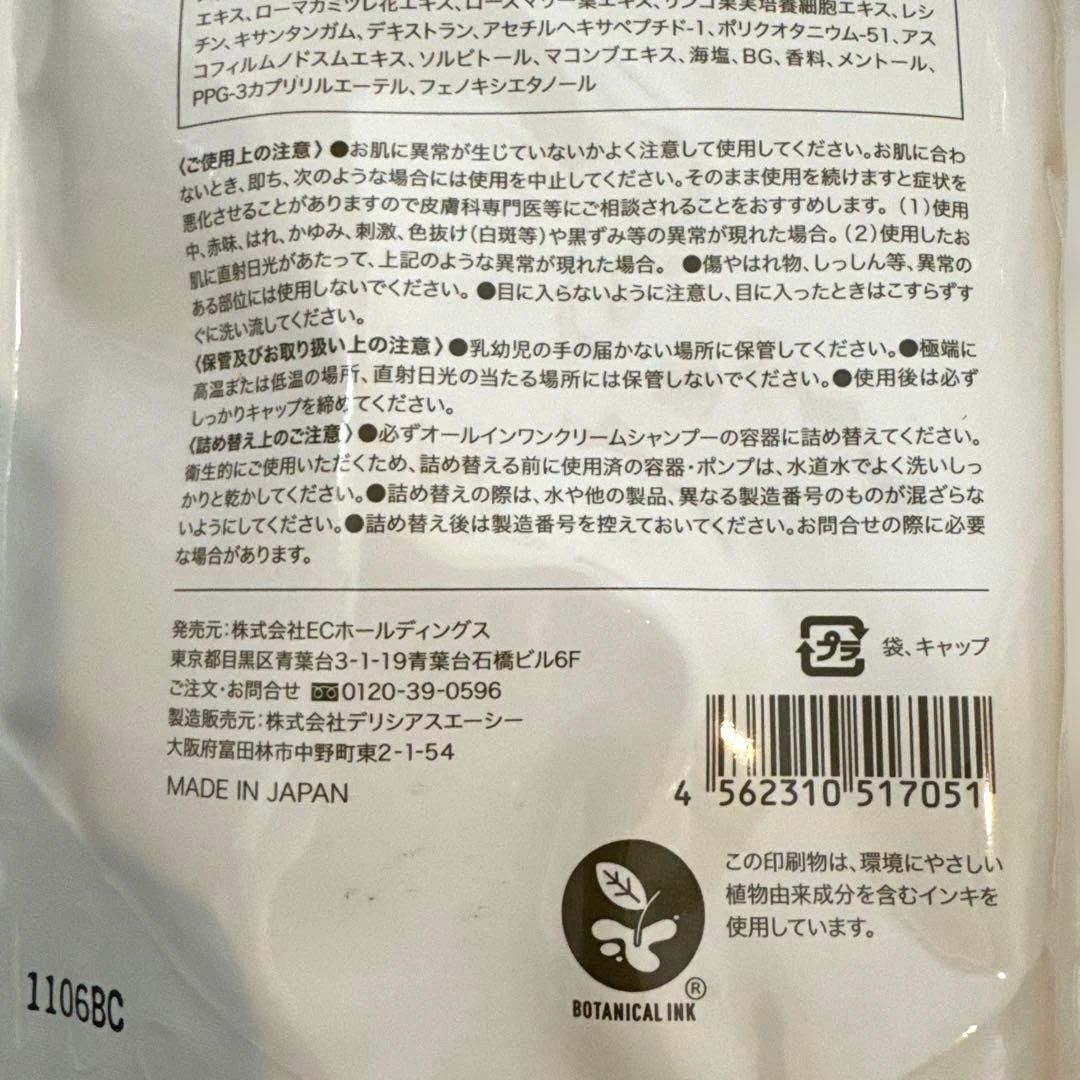 エキス、ローマカミツレ花エキス、ローズマリー葉エキス、リンゴ果実培養細胞エキス、レシ
チン、キサンタンガム、デキストラン、アセチルヘキサペプチド-1、ポリクオタニウム-51、アス
コフィルムノドスムエキス、ソルビトール、マコンブエキス、海塩、BG、香料、メントール、
PPG-3カプリリルエーテル、フェノキシエタノール
〈ご使用上の注意〉●お肌に異常が生じていないかよく注意して使用してください。お肌に合わ
ないとき、即ち、次のような場合には使用を中止してください。そのまま使用を続けますと症状を
悪化させることがありますので皮膚科専門医等にご相談されることをおすすめします。(1)使用
中、赤味、はれ、かゆみ、刺激、色抜け(白斑等)や黒ずみ等の異常が現れた場合。(2)使用したお
肌に直射日光があたって、上記のような異常が現れた場合。 ●傷やはれ物、しっしん等、異常の
ある部位には使用しないでください。●目に入らないように注意し、目に入ったときはこすらずす
ぐに洗い流してください。
〈保管及びお取り扱い上の注意〉●乳幼児の手の届かない場所に保管してください。●極端に
高温または低温の場所、直射日光の当たる場所には保管しないでください。●使用後は必ず
しっかりキャップを締めてください。
〈詰め替え上のご注意〉●必ずオールインワンクリームシャンプーの容器に詰め替えてください。
衛生的にご使用いただくため、詰め替える前に使用済の容器・ポンプは、水道水でよく洗いしっ
かりと乾かしてください。●詰め替えの際は、水や他の製品、異なる製造番号のものが混ざらな
いようにしてください。●詰め替え後は製造番号を控えておいてください。お問合せの際に必要
な場合があります。
発売元:株式会社ECホールディングス
東京都目黒区青葉台3-1-19青葉台石橋ビル6F
ご注文・お問合せ 0120-39-0596
製造販売元:株式会社デリシアスエーシー
大阪府富田林市中野町東2-1-54
MADE IN JAPAN
プラ 袋、キャップ
4 562310 517051
この印刷物は、環境にやさしい
植物由来成分を含むインキを
使用しています。
BOTANICAL INK ®
1106BC